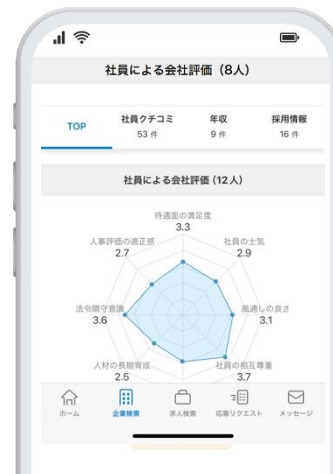 社員による会社評価（8人）
TOP
社員クチコミ
53 件
年収
9 件
採用情報
16 件
社員による会社評価（12人）
待遇面の満足度
3.3
人事評価の適正感
2.7
社員の士気
2.9
法令順守意識
3.6
風通しの良さ
3.1
人材の長期育成
2.5
社員の相互尊重
3.7
ホーム
企業検索
求人検索
応募リクエスト
メッセージ